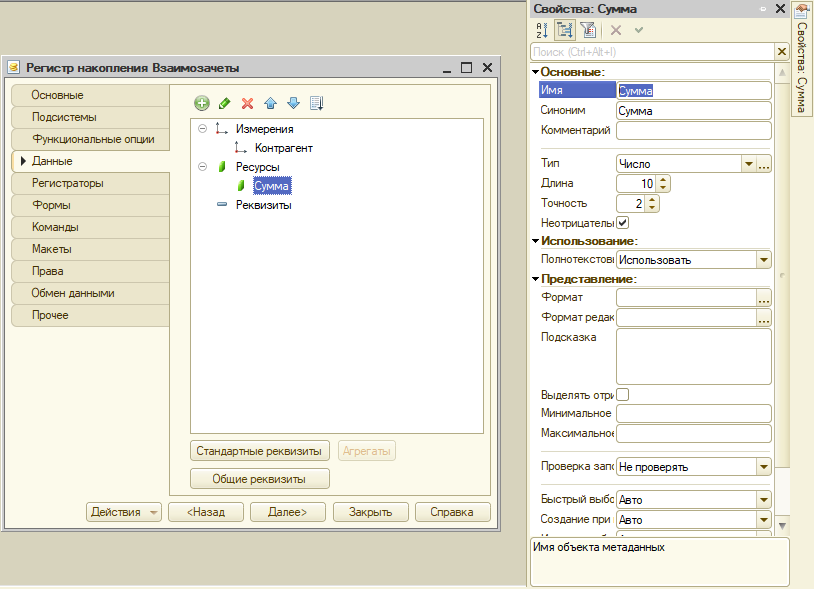 Регистр накопления Взаимозачеты
Основные
Подсистемы
Функциональные опции
Данные
Регистраторы
Формы
Команды
Макеты
Права
Обмен данными
Прочее
Измерения
Контрагент
Ресурсы
Сумма
Реквизиты
Стандартные реквизиты
Агрегаты
Общие реквизиты
Действия
<Назад
Далее>
Закрыть
Справка
Свойства: Сумма
Поиск (Ctrl+Alt+I)
Основные:
Имя Сумма
Синоним Сумма
Комментарий
Тип Число
Длина 10
Точность 2
Неотрицатель
Использование:
Полнотекстов Использовать
Представление:
Формат
Формат редак
Подсказка
Выделять отри
Минимальное
Максимальное
Проверка запо Не проверять
Быстрый выбо Авто
Создание при Авто
Имя объекта метаданных
Свойства: Сумма